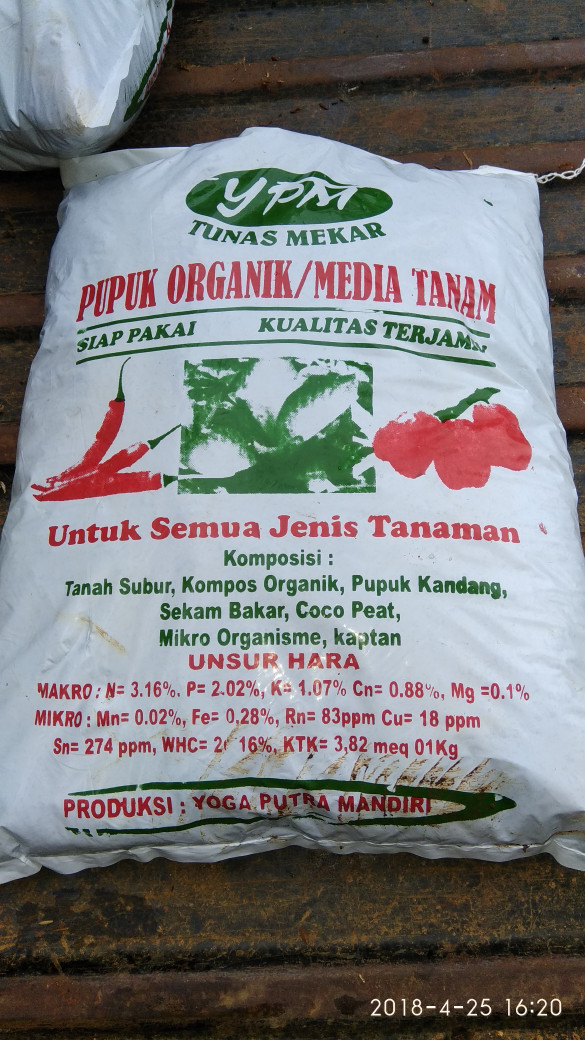 YPM
TUNAS MEKAR
PUPUK ORGANIK/MEDIA TANAM
SIAP PAKAI KUALITAS
Untuk Semua Jenis Tanaman
Komposisi :
Tanah Subur, Kompos Organik, Pupuk Kandang,
Sekam Bakar, Coco Peat,
Mikro Organisme, kaptan
UNSUR HARA
MAKRO : N= 3.16%. P= 2.02%, K= 1.07% Cn= 0.88%, Mg =0.1%
MIKRO : Mn= 0.02%, Fe= 0,28%, Rn= 83ppm Cu= 18 ppm
Sn= 274 ppm, WHC= 16%, KTK= 3,82 meq 01Kg
PRODUKSI : YOGA PUTRA MANDIRI
2018-4-25 16:20